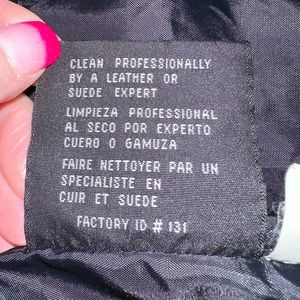 CLEAN PROFESSIONALLY
BY A LEATHER OR
SUEDE EXPERT
LIMPIEZA PROFESSIONAL
AL SECO POR EXPERTO
CUERO O GAMUZA
FAIRE NETTOYER PAR UN
SPECIALISTE EN
CUIR ET SUEDE
FACTORY ID # 131